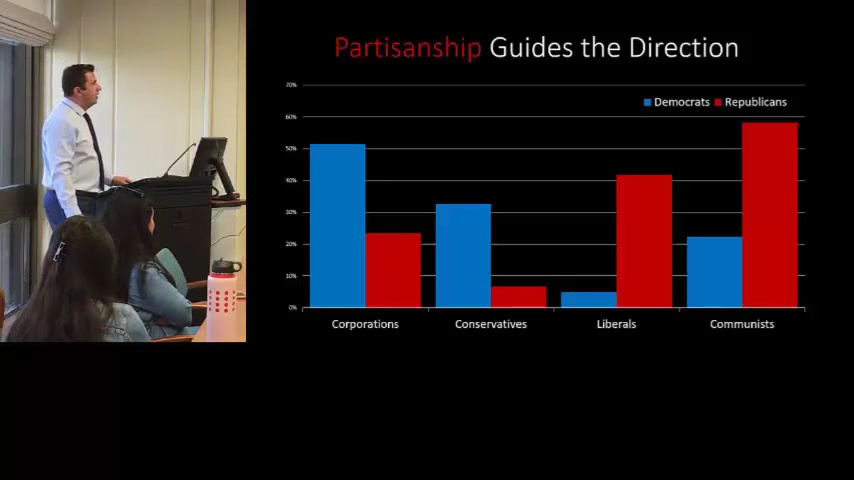 Partisanship Guides the Direction
70%
Democrats Republicans
60%
50%
40%
30%
20%
10%
0%
Corporations Conservatives Liberals Communists